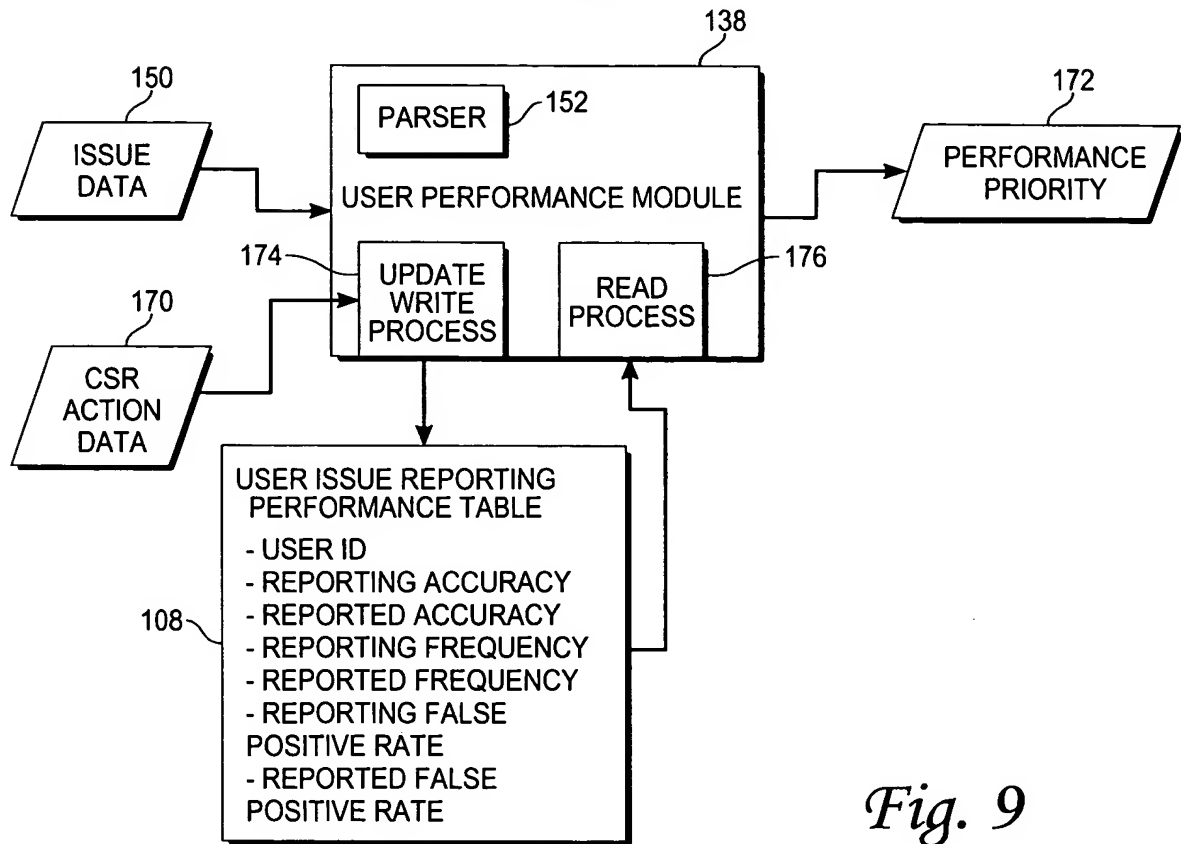 138
150
152
172
PARSER
ISSUE
DATA
PERFORMANCE
PRIORITY
USER PERFORMANCE MODULE
174
176
UPDATE
WRITE
PROCESS
READ
PROCESS
170
CSR
ACTION
DATA
USER ISSUE REPORTING
PERFORMANCE TABLE
- USER ID
- REPORTING ACCURACY
- REPORTED ACCURACY
- REPORTING FREQUENCY
- REPORTED FREQUENCY
- REPORTING FALSE
POSITIVE RATE
- REPORTED FALSE
POSITIVE RATE
108
Fig. 9